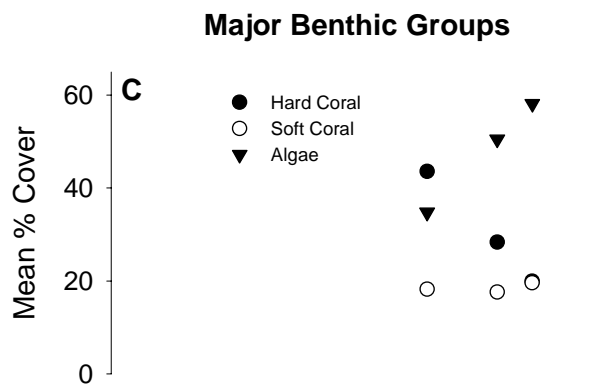 Major Benthic Groups
C
Hard Coral
Soft Coral
Algae
Mean % Cover
60
40
20
0